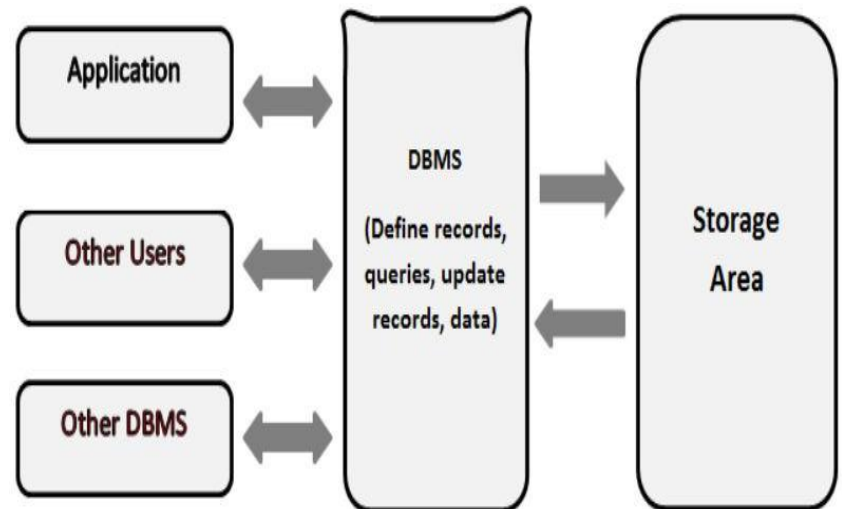 Application
Other Users
Other DBMS
DBMS
(Define records,
queries, update
records, data)
Storage
Area